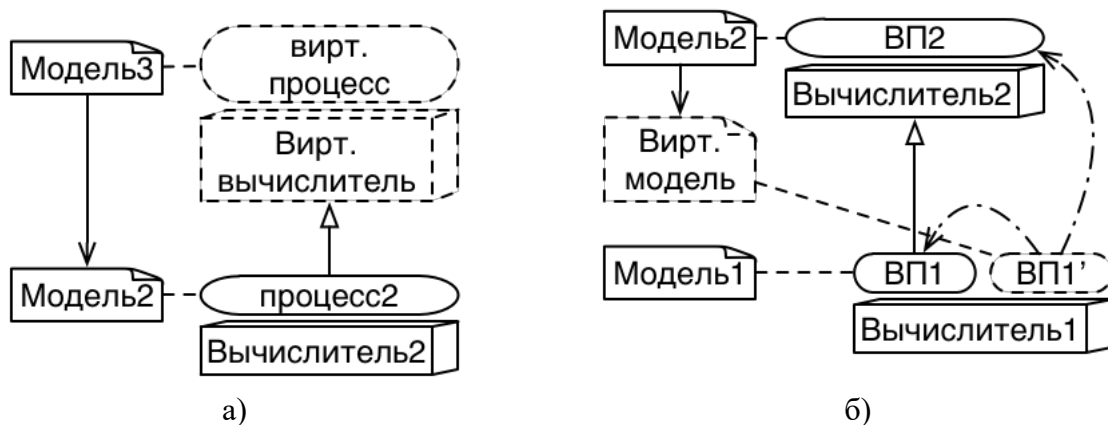 Модель3
вирт.
процесс
Вирт.
вычислитель
Модель2
процесс2
Вычислитель2
а)
Модель2
ВП2
Вычислитель2
Вирт.
модель
Модель1
ВП1
ВП1’
Вычислитель1
б)